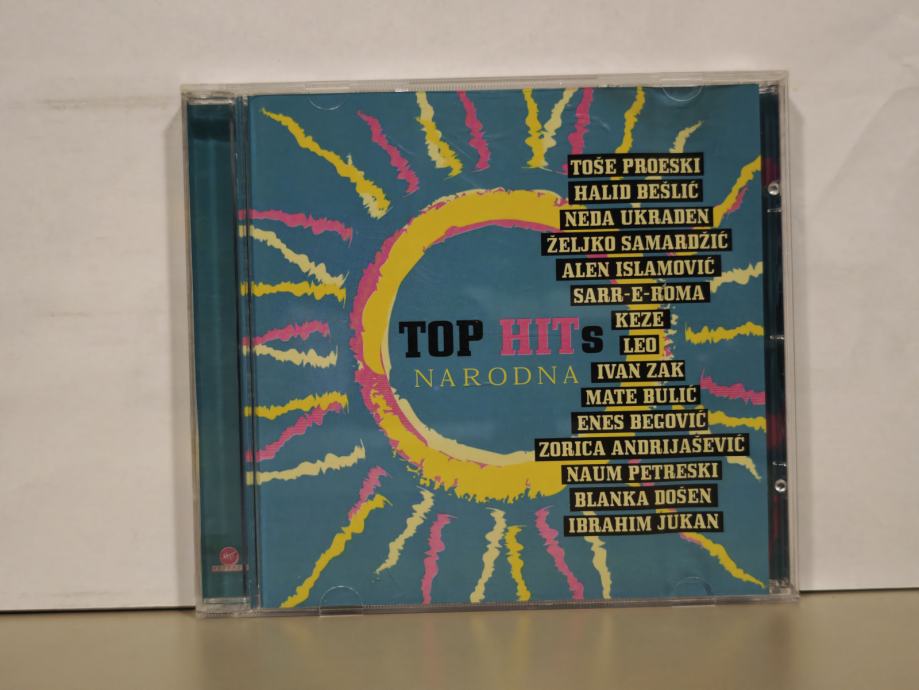 TOP HITs
NARODNA
TOŠE PROESKI
HALID BEŠLIĆ
NEDA UKRADEN
ŽELJKO SAMARDŽIĆ
ALEN ISLAMOVIĆ
SARR-E-ROMA
KEZE
LEO
IVAN ZAK
MATE BULIĆ
ENES BEGOVIĆ
ZORICA ANDRIJAŠEVIĆ
NAUM PETRESKI
BLANKA DOŠEN
IBRAHIM JUKAN